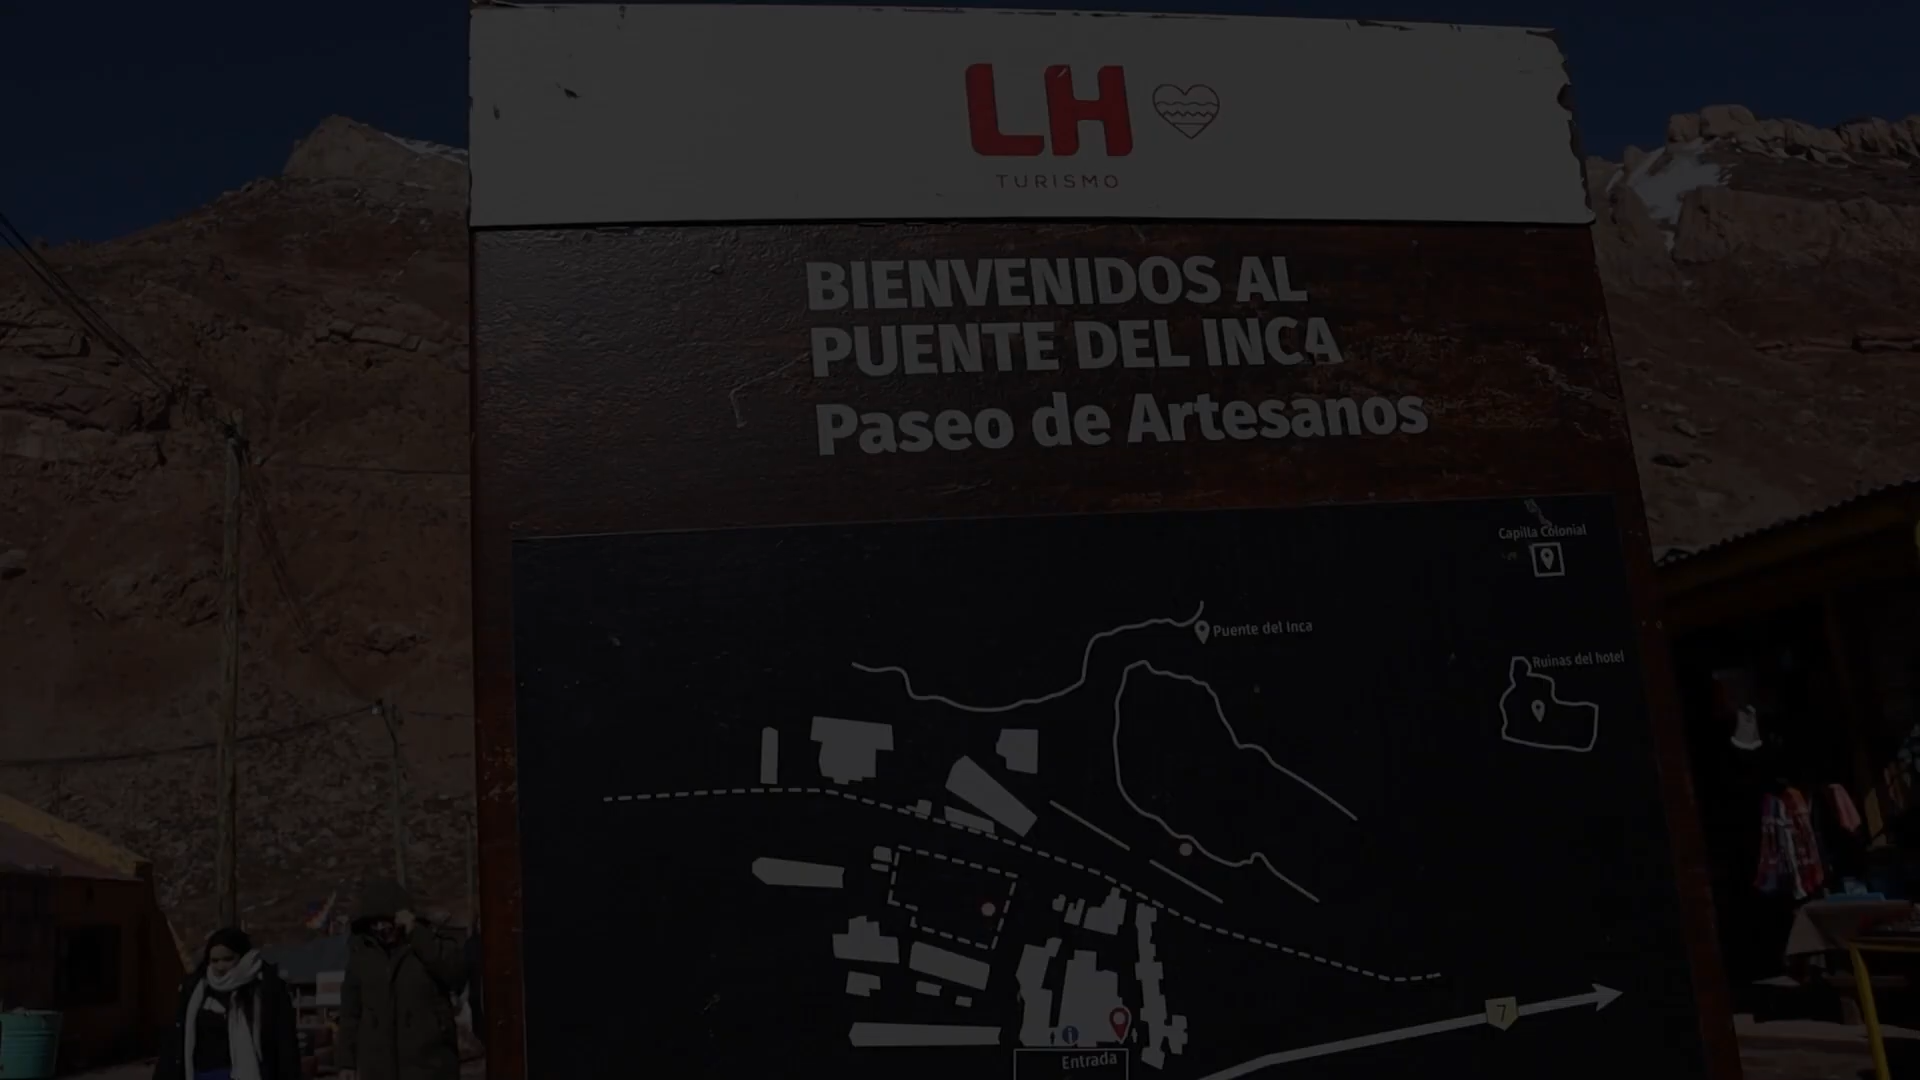 LH
TURISMO
BIENVENIDOS AL
PUENTE DEL INCA
Paseo de Artesanos
Capilla Colonial
Puente del Inca
Ruinas del hotel
7
i
Entrada